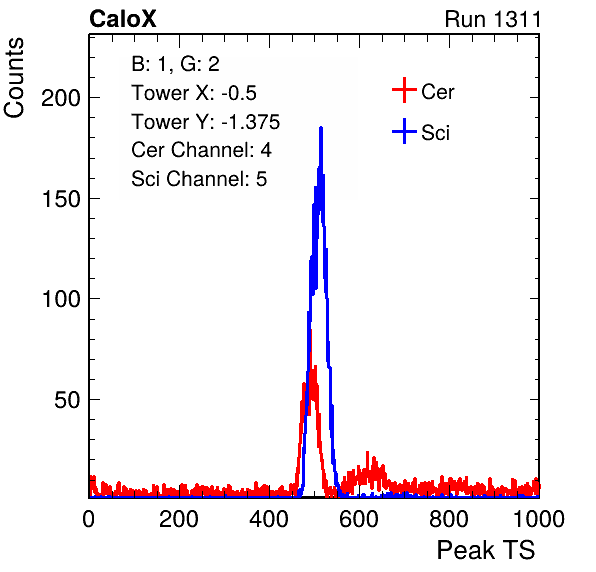 CaloX Run 1311
Counts
B: 1, G: 2
Tower X: -0.5
Tower Y: -1.375
Cer Channel: 4
Sci Channel: 5
Cer
Sci
200
150
100
50
0 200 400 600 800 1000
Peak TS